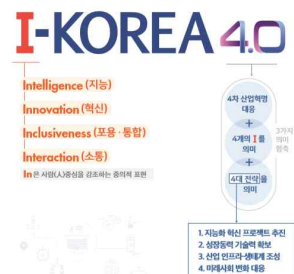 I-KOREA 4.0
Intelligence (지능)
Innovation (혁신)
Inclusiveness (포용·통합)
Interaction (소통)
In은 사람(人)중심을 강조하는 중의적 표현
4차 산업혁명
대응
+
4개의 I를
의미
+
4대 전략을
의미
3가지
의미
함축
1. 지능화 혁신 프로젝트 추진
2. 성장동력 기술력 확보
3. 산업 인프라·생태계 조성
4. 미래사회 변화 대응